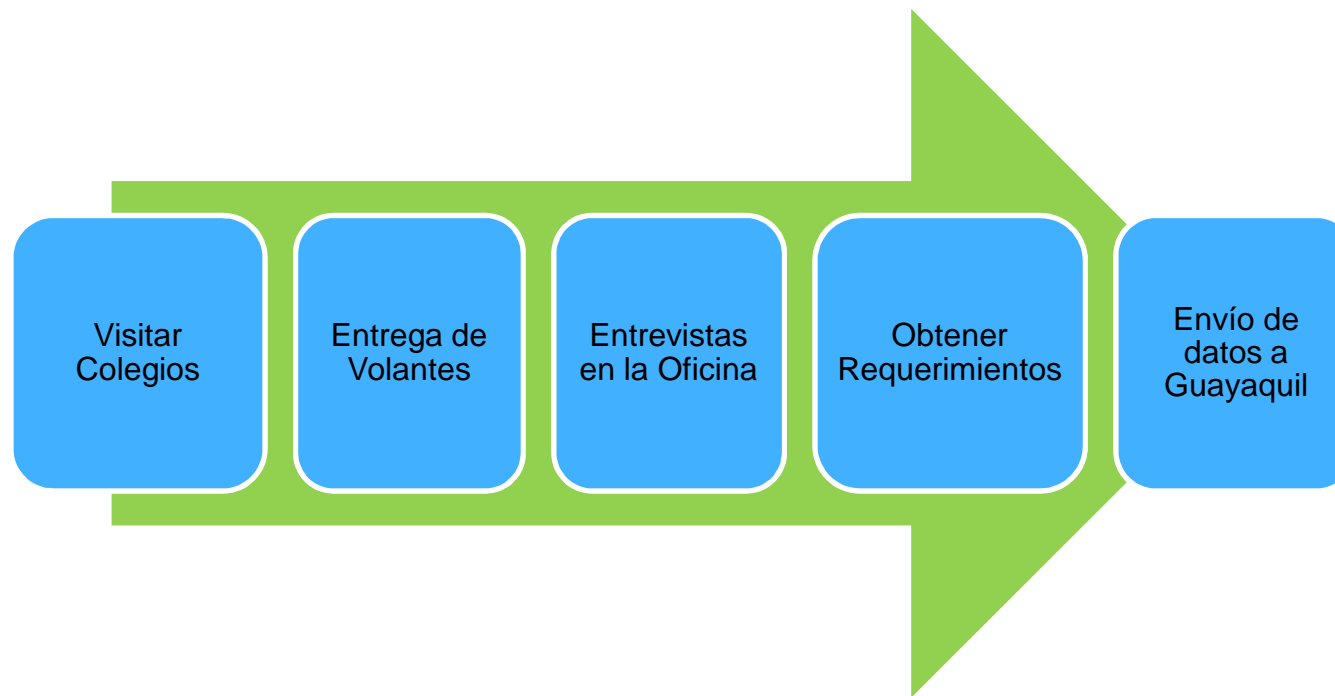 Visitar
Colegios
Entrega de
Volantes
Entrevistas
en la Oficina
Obtener
Requerimientos
Envío de
datos a
Guayaquil